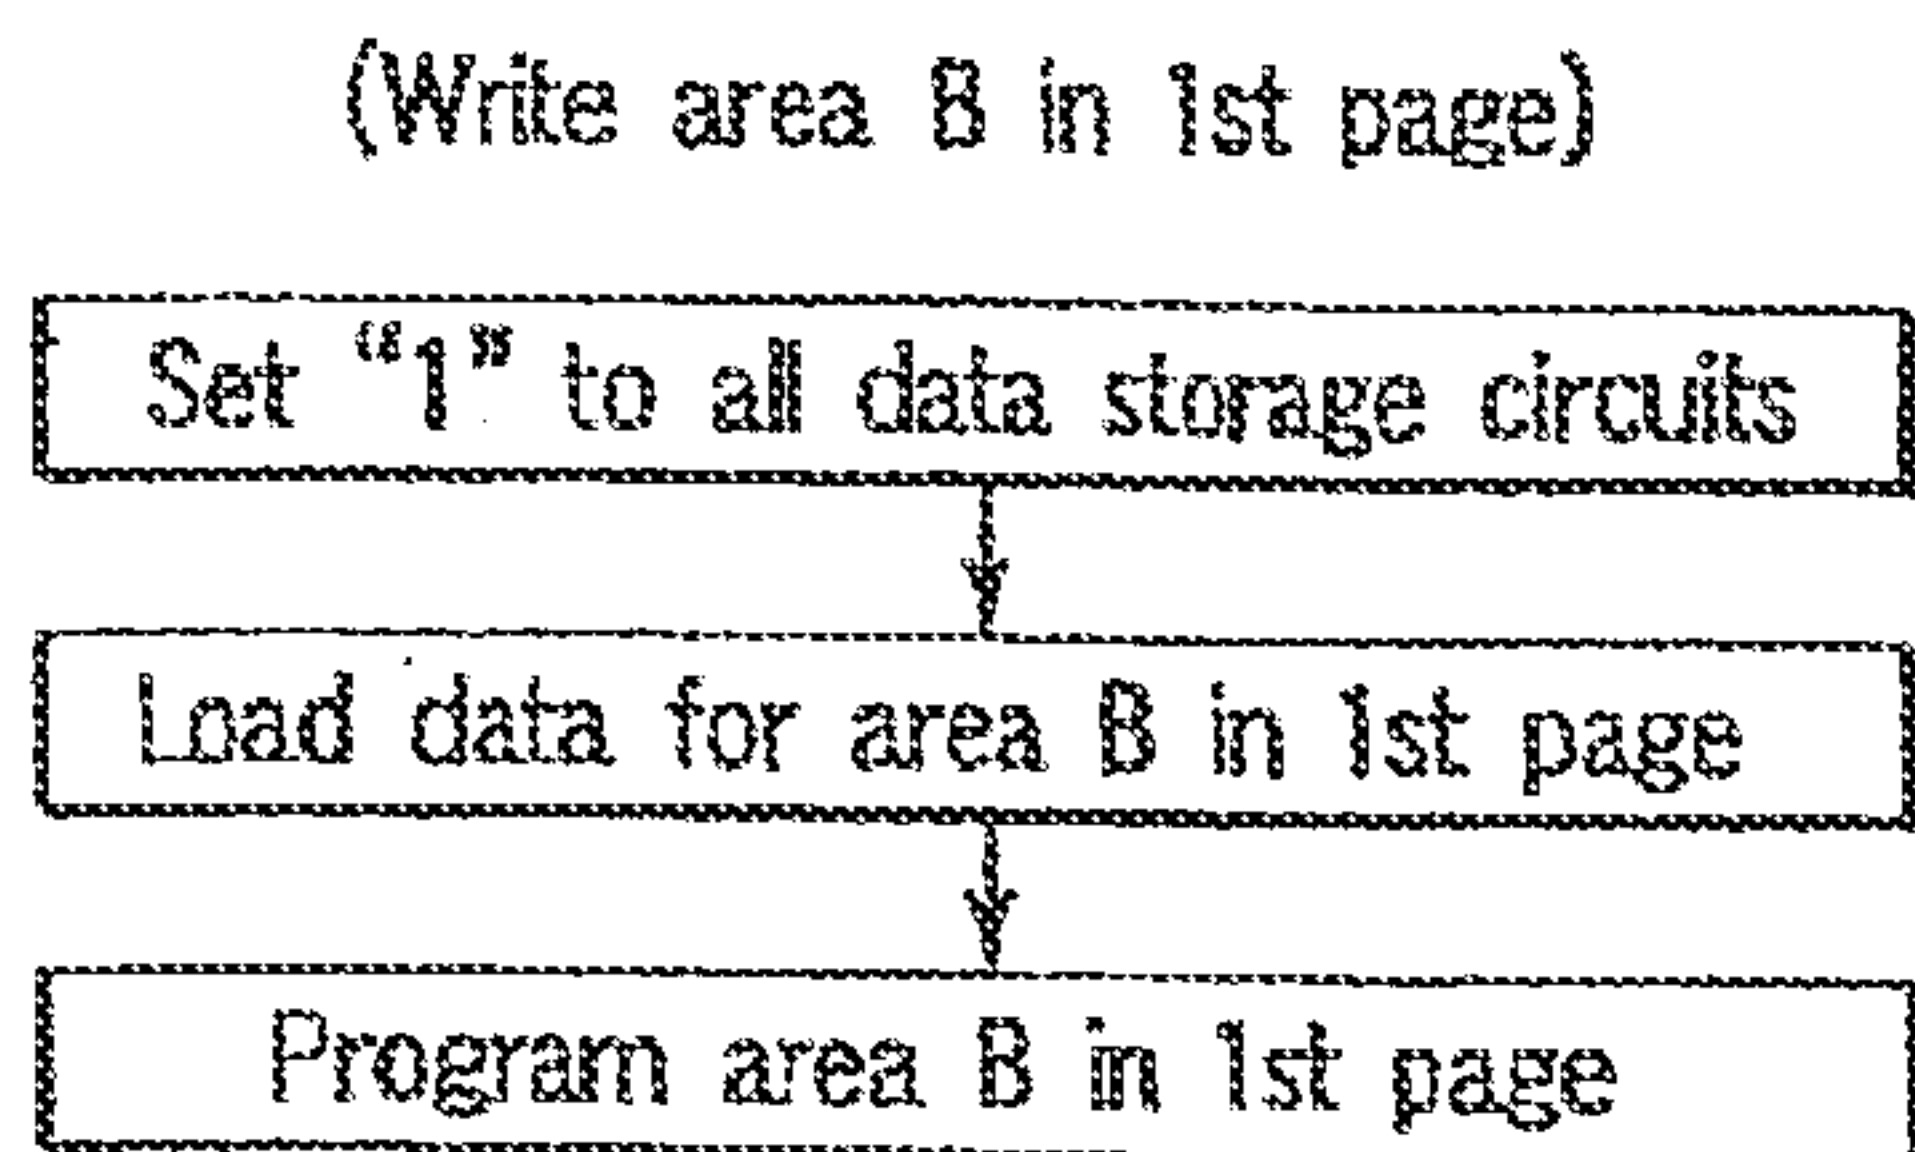 (Write area B in 1st page)
Set “1” to all data storage circuits
Load data for area B in 1st page
Program area B in 1st page